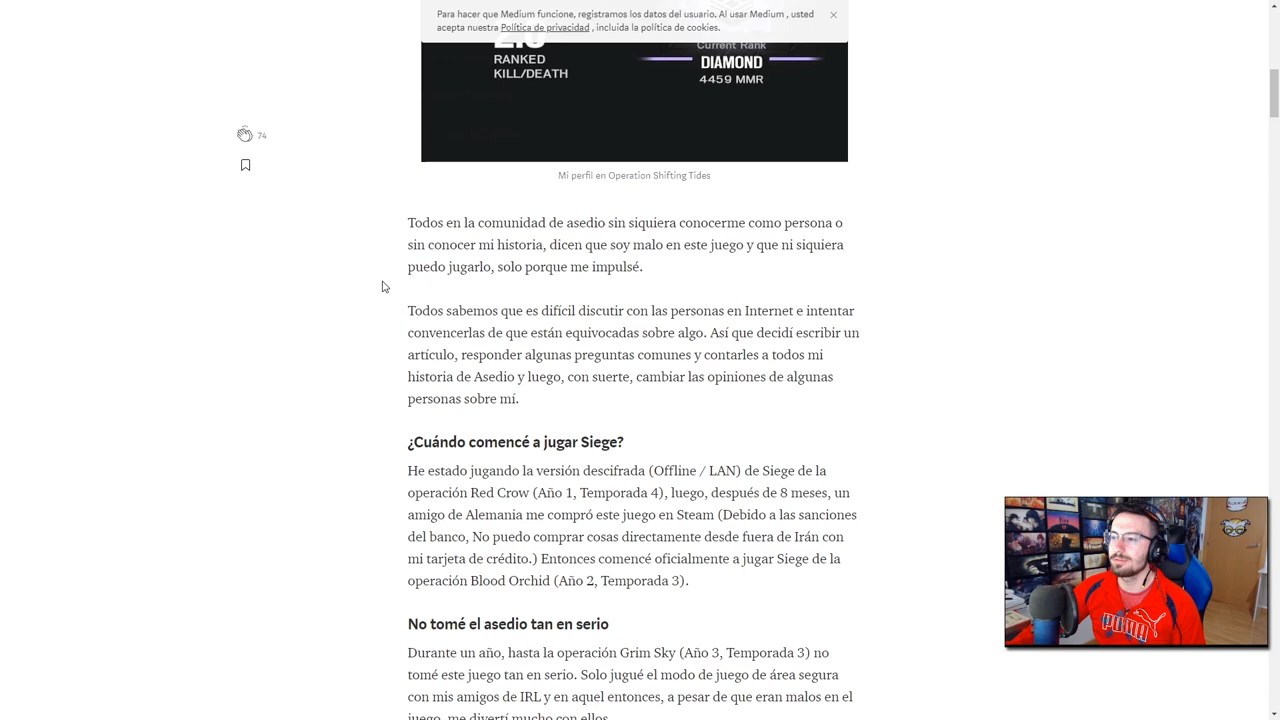 Para hacer que Medium funcione, registramos los datos del usuario. Al usar Medium , usted
acepta nuestra Política de privacidad , incluida la política de cookies.
2.0
RANKED
KILL/DEATH
Current Rank
DIAMOND
4459 MMR
74
Mi perfil en Operation Shifting Tides
Todos en la comunidad de asedio sin siquiera conocerme como persona o
sin conocer mi historia, dicen que soy malo en este juego y que ni siquiera
puedo jugarlo, solo porque me impulsé.
Todos sabemos que es difícil discutir con las personas en Internet e intentar
convencerlas de que están equivocadas sobre algo. Así que decidí escribir un
artículo, responder algunas preguntas comunes y contarles a todos mi
historia de Asedio y luego, con suerte, cambiar las opiniones de algunas
personas sobre mí.
¿Cuándo comencé a jugar Siege?
He estado jugando la versión descifrada (Offline / LAN) de Siege de la
operación Red Crow (Año 1, Temporada 4), luego, después de 8 meses, un
amigo de Alemania me compró este juego en Steam (Debido a las sanciones
del banco, No puedo comprar cosas directamente desde fuera de Irán con
mi tarjeta de crédito.) Entonces comencé oficialmente a jugar Siege de la
operación Blood Orchid (Año 2, Temporada 3).
No tomé el asedio tan en serio
Durante un año, hasta la operación Grim Sky (Año 3, Temporada 3) no
tomé este juego tan en serio. Solo jugué el modo de juego de área segura
con mis amigos de IRL y en aquel entonces, a pesar de que eran malos en el
juego, me divertí mucho con ellos.
PUMA